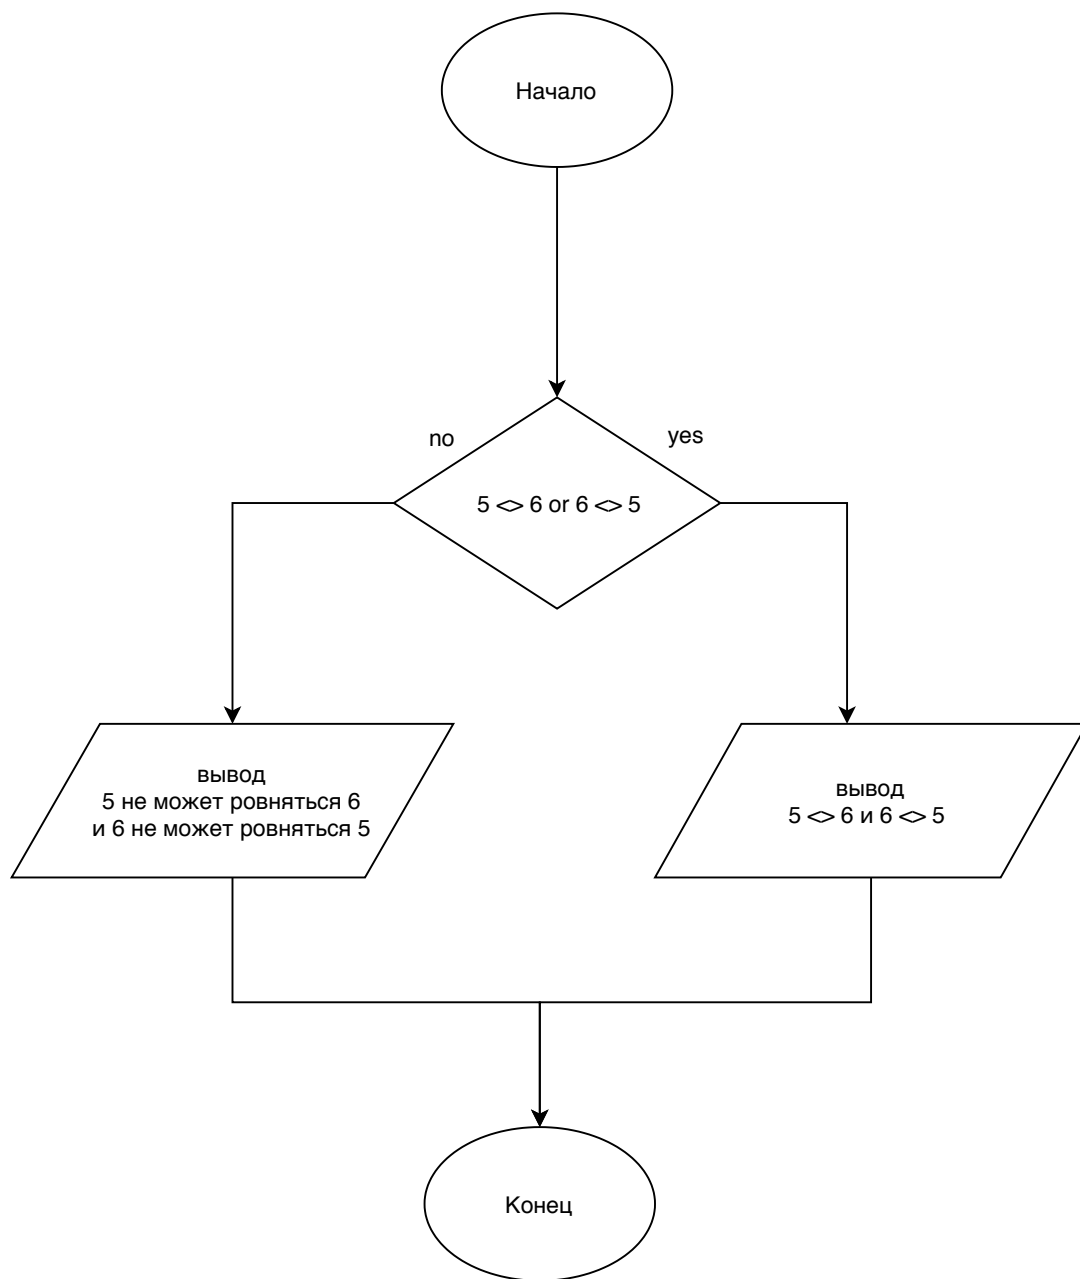 Начало
no
yes
5 <> 6 or 6 <> 5
вывод
5 не может ровняться 6
и 6 не может ровняться 5
вывод
5 <> 6 и 6 <> 5
Конец